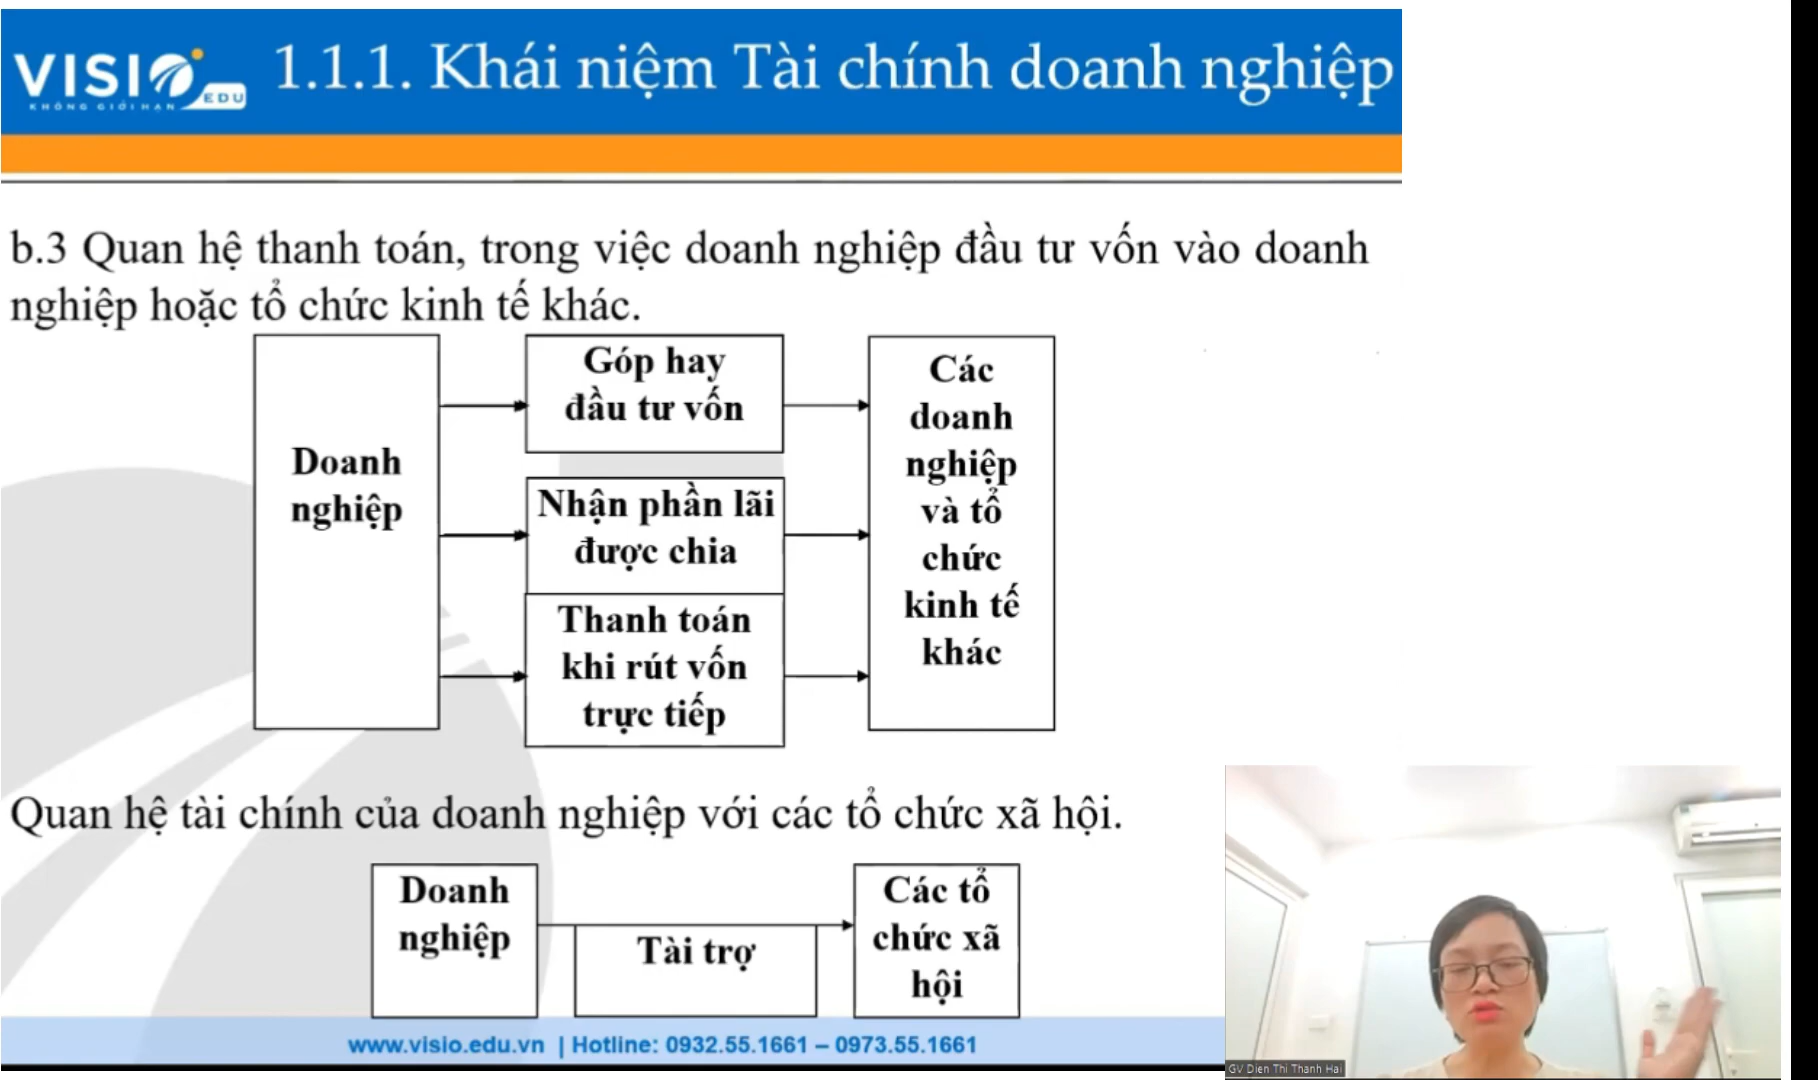 VISIO EDU
KHÔNG GIỚI HẠN
1.1.1. Khái niệm Tài chính doanh nghiệp
b.3 Quan hệ thanh toán, trong việc doanh nghiệp đầu tư vốn vào doanh
nghiệp hoặc tổ chức kinh tế khác.
Doanh
nghiệp
Góp hay
đầu tư vốn
Nhận phần lãi
được chia
Thanh toán
khi rút vốn
trực tiếp
Các
doanh
nghiệp
và tổ
chức
kinh tế
khác
Quan hệ tài chính của doanh nghiệp với các tổ chức xã hội.
Doanh
nghiệp
Tài trợ
Các tổ
chức xã
hội
www.visio.edu.vn | Hotline: 0932.55.1661 – 0973.55.1661
GV Dien Thi Thanh Hai